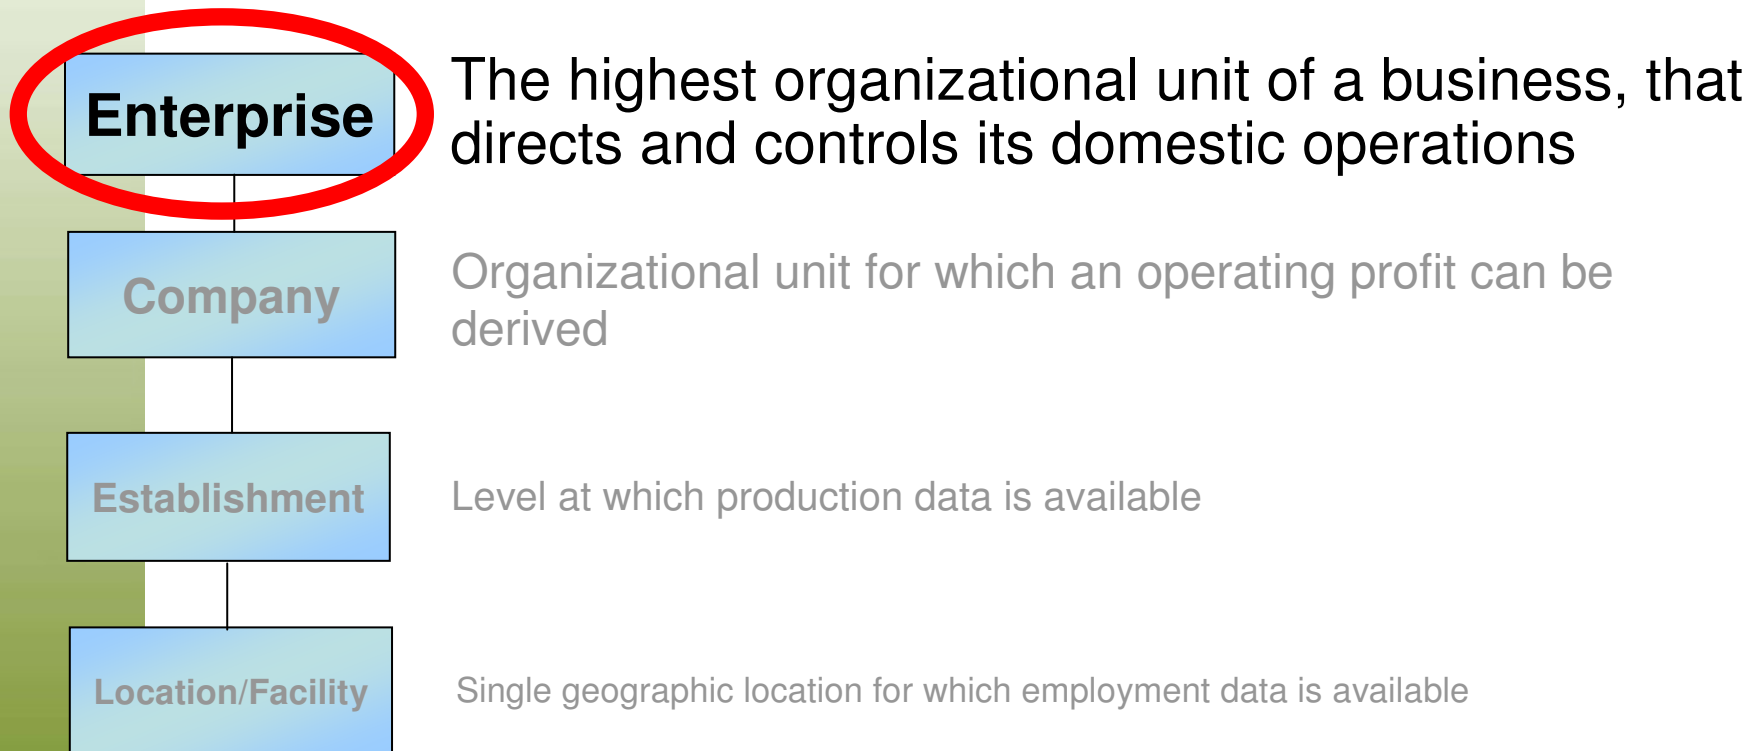 Enterprise
The highest organizational unit of a business, that
directs and controls its domestic operations
Company
Organizational unit for which an operating profit can be
derived
Establishment
Level at which production data is available
Location/Facility
Single geographic location for which employment data is available